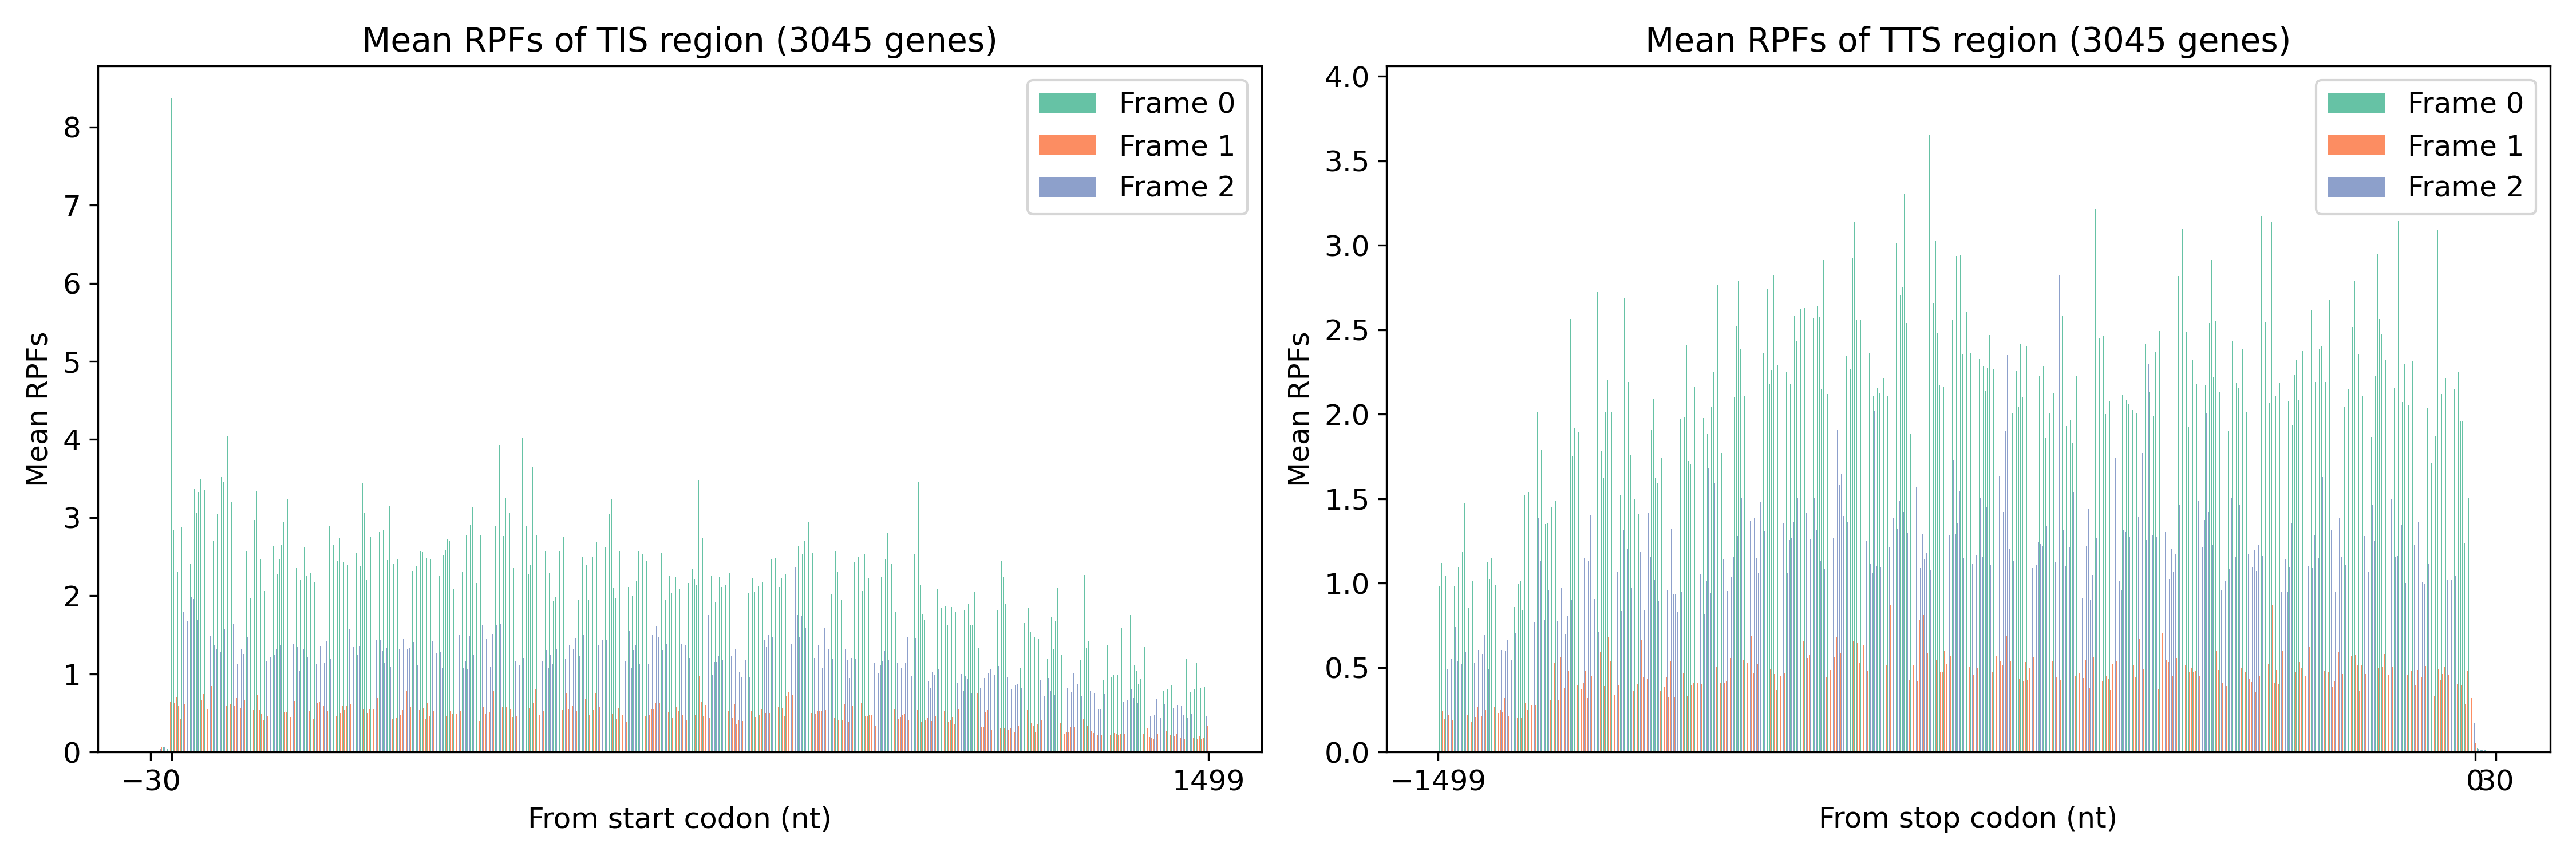 Mean RPFs of TIS region (3045 genes)
Mean RPFs
8
7
6
5
4
3
2
1
0
−30
0
1499
From start codon (nt)
Frame 0
Frame 1
Frame 2
Mean RPFs of TTS region (3045 genes)
Mean RPFs
4.0
3.5
3.0
2.5
2.0
1.5
1.0
0.5
0.0
−1499
0
30
From stop codon (nt)
Frame 0
Frame 1
Frame 2